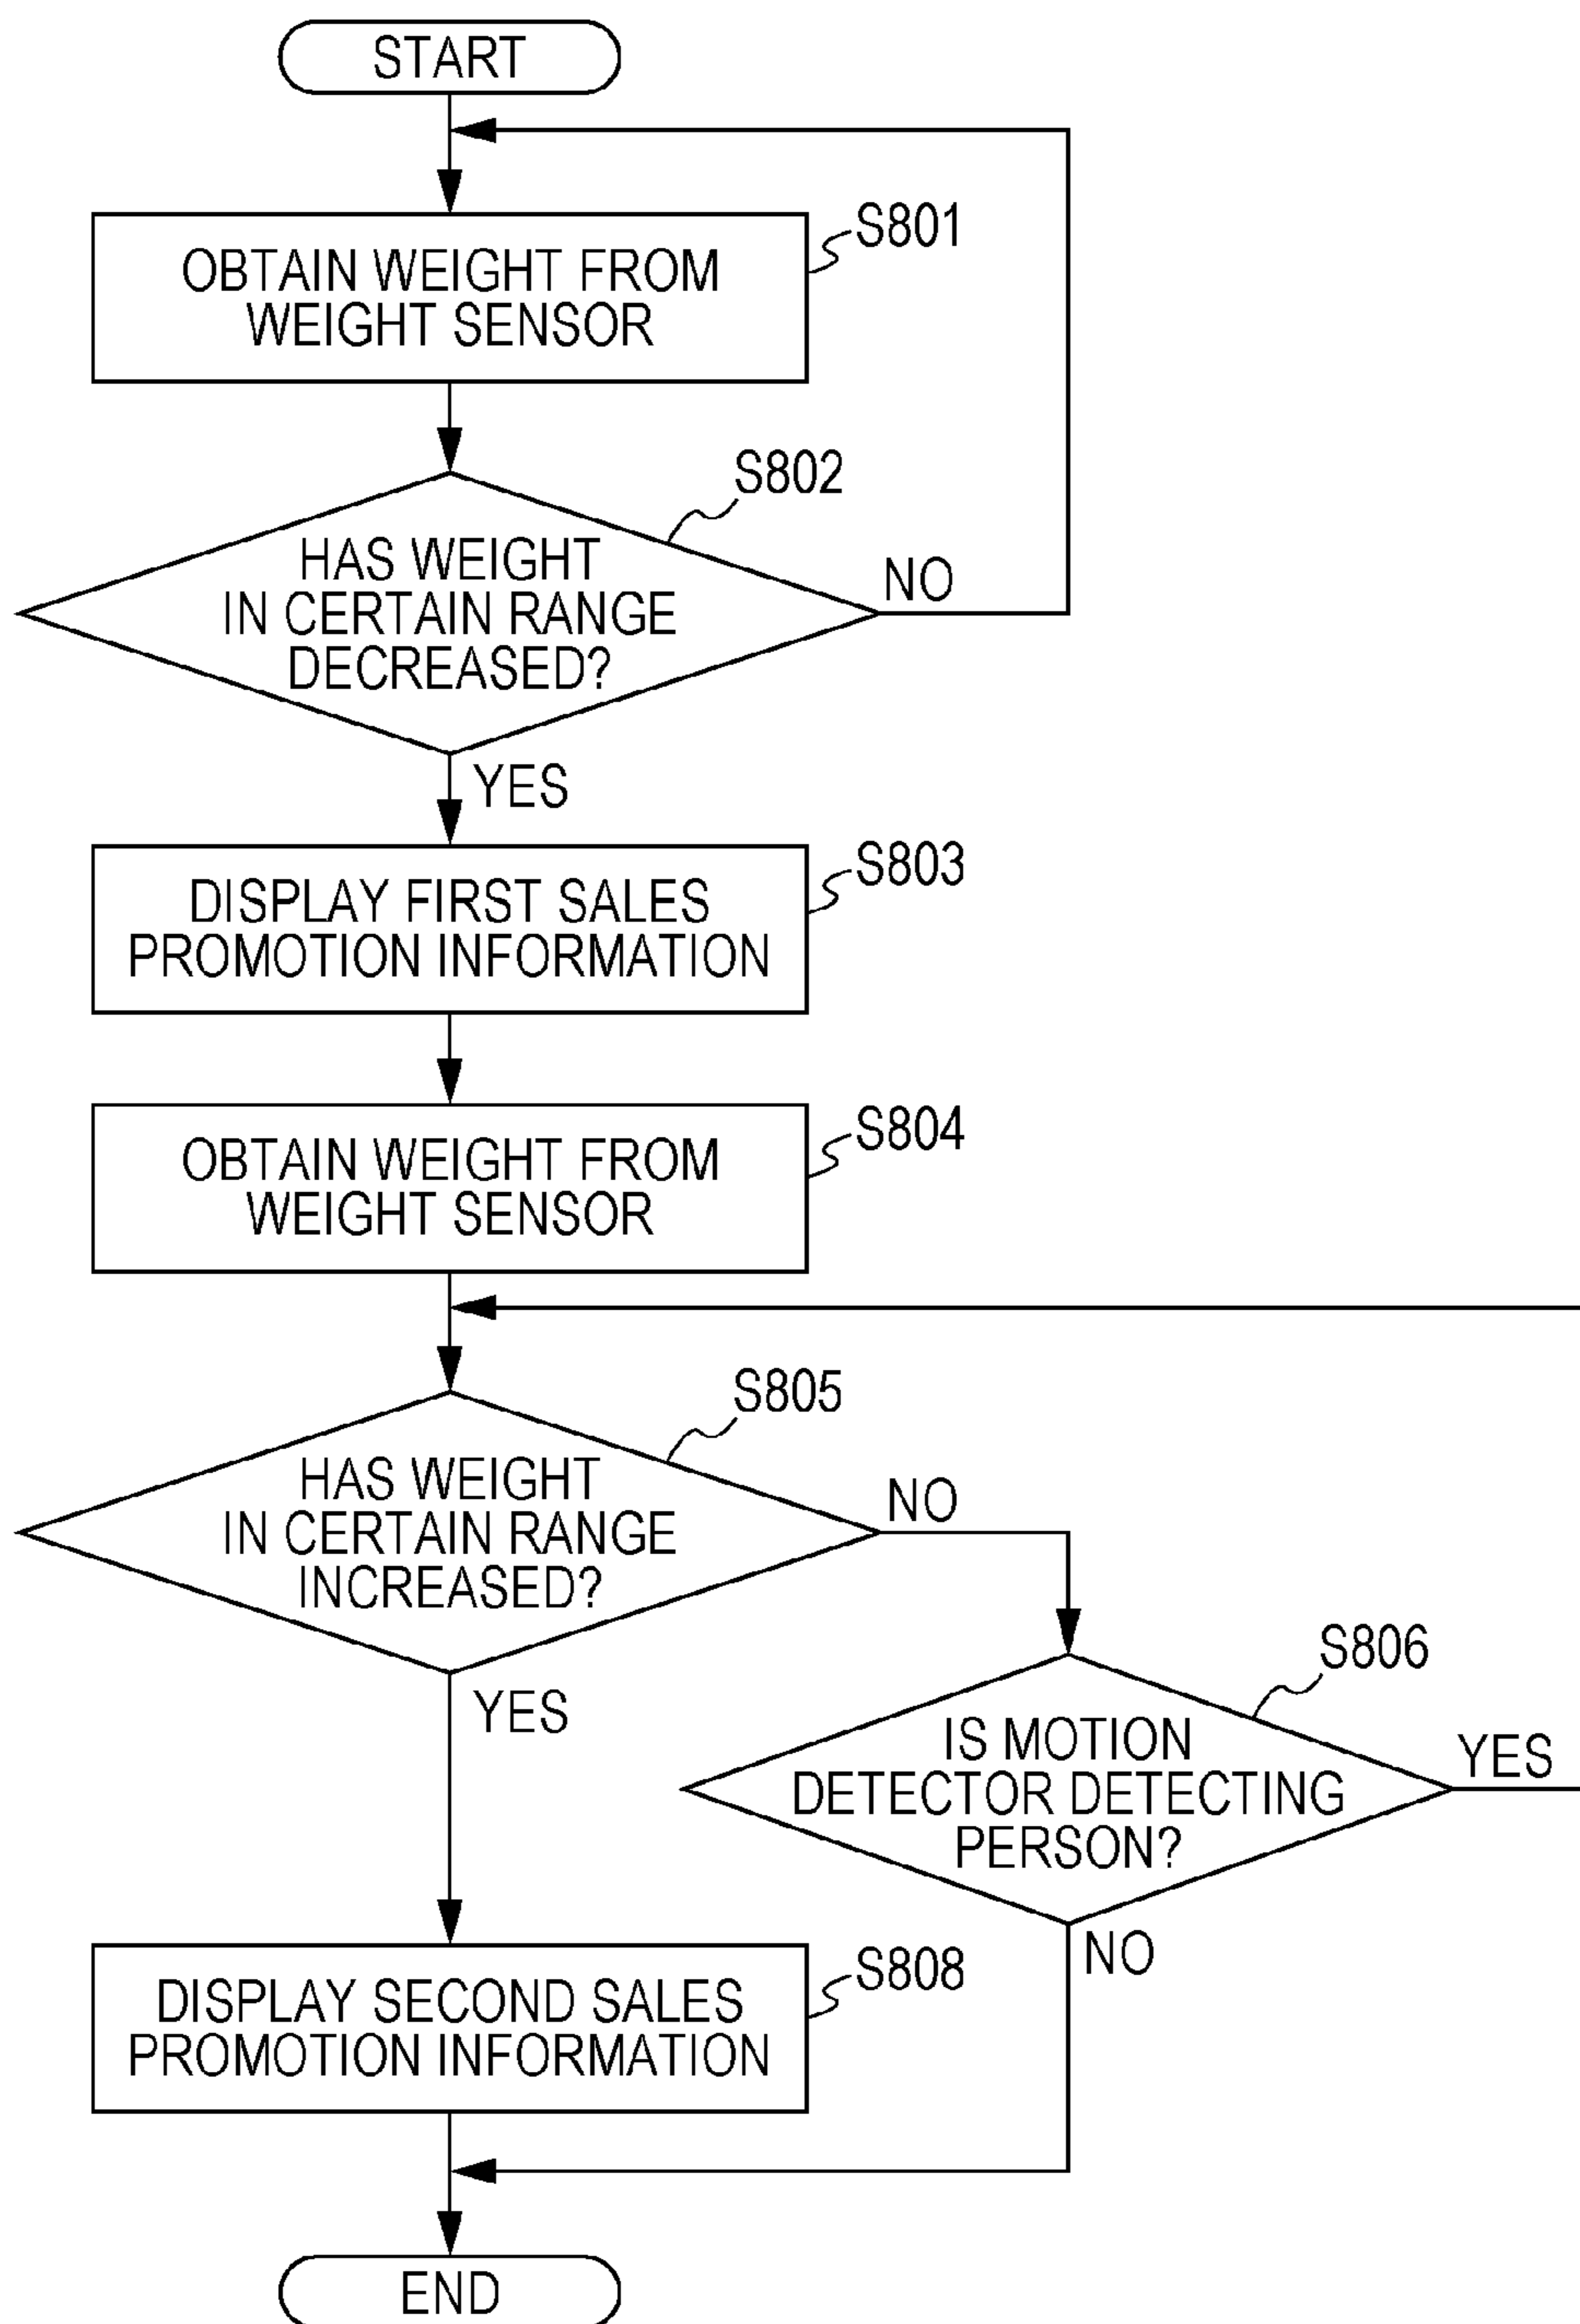 START
S801
OBTAIN WEIGHT FROM
WEIGHT SENSOR
S802
HAS WEIGHT
IN CERTAIN RANGE
DECREASED?
NO
YES
S803
DISPLAY FIRST SALES
PROMOTION INFORMATION
S804
OBTAIN WEIGHT FROM
WEIGHT SENSOR
S805
HAS WEIGHT
IN CERTAIN RANGE
INCREASED?
NO
YES
S806
IS MOTION
DETECTOR DETECTING
PERSON?
YES
NO
S808
DISPLAY SECOND SALES
PROMOTION INFORMATION
END